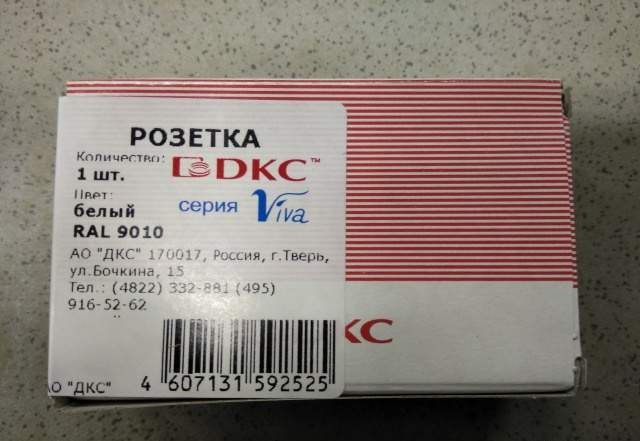 РОЗЕТКА
Количество:
DKC™
1 шт.
Цвет:
серия Viva
белый
RAL 9010
АО "ДКС" 170017, Россия, г.Тверь,
ул.Бочкина, 15
Тел.: (4822) 332-881 (495)
916-52-62
КС
АО "ДКС"
4 607131 592525